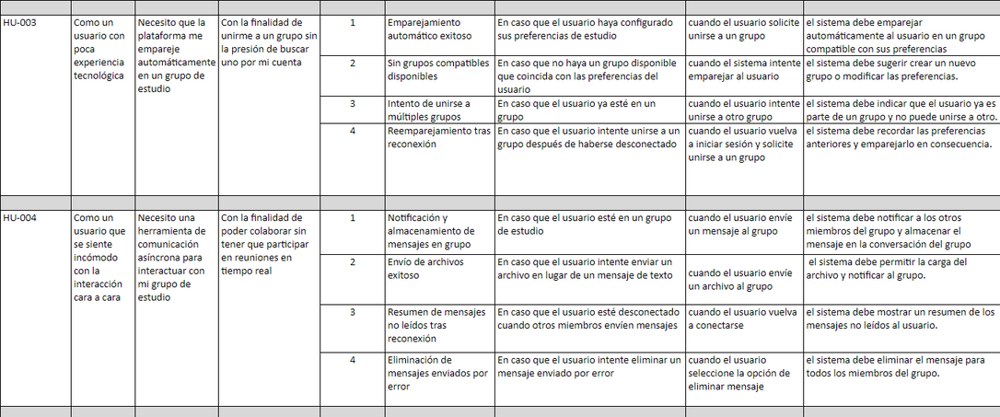 HU-003
Como un
usuario con
poca
experiencia
tecnológica
Necesito que la
plataforma me
empareje
automáticamente
en un grupo de
estudio
Con la finalidad de
unirme a un grupo sin
la presión de buscar
uno por mi cuenta
1
Emparejamiento
automático exitoso
En caso que el usuario haya configurado
sus preferencias de estudio
cuando el usuario solicite
unirse a un grupo
el sistema debe emparejar
automáticamente al usuario en un grupo
compatible con sus preferencias
2
Sin grupos compatibles
disponibles
En caso que no haya un grupo disponible
que coincida con las preferencias del
usuario
cuando el sistema intente
emparejar al usuario
el sistema debe sugerir crear un nuevo
grupo o modificar las preferencias.
3
Intento de unirse a
múltiples grupos
En caso que el usuario ya esté en un
grupo
cuando el usuario intente
unirse a otro grupo
el sistema debe indicar que el usuario ya es
parte de un grupo y no puede unirse a otro.
4
Reemparejamiento tras
reconexión
En caso que el usuario intente unirse a un
grupo después de haberse desconectado
cuando el usuario vuelva
a iniciar sesión y solicite
unirse a un grupo
el sistema debe recordar las preferencias
anteriores y emparejarlo en consecuencia.
HU-004
Como un
usuario que
se siente
incómodo
con la
interacción
cara a cara
Necesito una
herramienta de
comunicación
asíncrona para
interactuar con
mi grupo de
estudio
Con la finalidad de
poder colaborar sin
tener que participar
en reuniones en
tiempo real
1
Notificación y
almacenamiento de
mensajes en grupo
En caso que el usuario esté en un grupo
de estudio
cuando el usuario envíe
un mensaje al grupo
el sistema debe notificar a los otros
miembros del grupo y almacenar el
mensaje en la conversación del grupo
2
Envío de archivos
exitoso
En caso que el usuario intente enviar un
archivo en lugar de un mensaje de texto
cuando el usuario envíe
un archivo al grupo
el sistema debe permitir la carga del
archivo y notificar al grupo.
3
Resumen de mensajes
no leídos tras
reconexión
En caso que el usuario esté desconectado
cuando otros miembros envíen mensajes
cuando el usuario vuelva
a conectarse
el sistema debe mostrar un resumen de los
mensajes no leídos al usuario.
4
Eliminación de
mensajes enviados por
error
En caso que el usuario intente eliminar un
mensaje enviado por error
cuando el usuario
seleccione la opción de
eliminar mensaje
el sistema debe eliminar el mensaje para
todos los miembros del grupo.